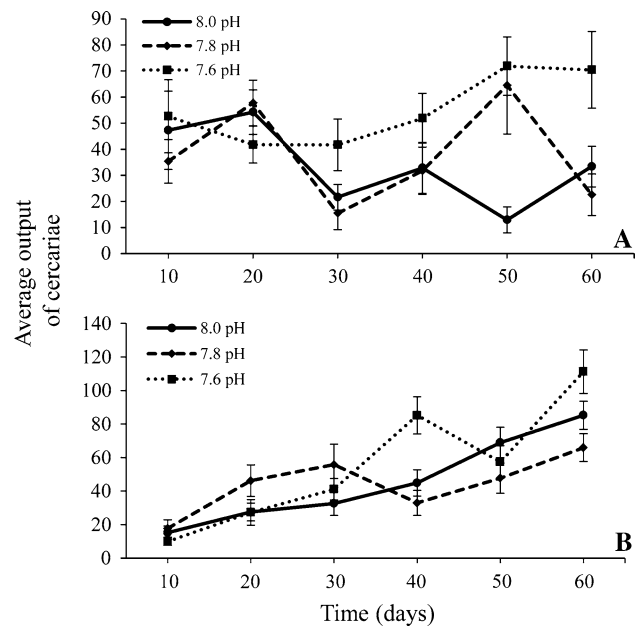 90
80
70
60
50
40
30
20
10
0
8.0 pH
7.8 pH
7.6 pH
A
10 20 30 40 50 60
Average output
of cercariae
140
120
100
80
60
40
20
0
8.0 pH
7.8 pH
7.6 pH
B
10 20 30 40 50 60
Time (days)